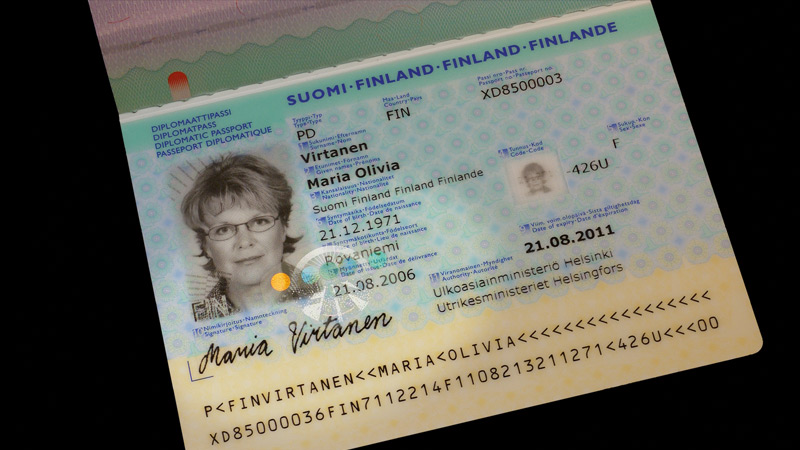 SUOMI·FINLAND·FINLAND·FINLANDE
DIPLOMAATTIPASSI
DIPLOMATPASS
DIPLOMATIC PASSPORT
PASSEPORT DIPLOMATIQUE
Tyyppi-Typ
Type-Type
PD
Maa-Land
Country-Pays
FIN
Passi nro-Pass nr.
Passport no-Passeport no
XD8500003
Sukunimi-Efternamn
Surname-Nom
Virtanen
Etunimet-Förnamn
Given names-Prénoms
Maria Olivia
Kansalaisuus-Nationalitet
Nationality-Nationalité
Suomi Finland Finland Finlande
Tunnus-Kod
Code-Code
-426U
Sukup.-Kön
Sex-Sexe
F
Syntymäaika-Födelsedatum
Date of birth-Date de naissance
21.12.1971
Syntymäkotikunta-Födelseort
of birth-Lieu de naissance
Rovaniemi
Myönnetty-Utfärdat
Date of issue-Date de délivrance
21.08.2006
Viim. voim. olopäivä-Sista giltighetsdag
Date of expiry-Date d'expiration
21.08.2011
Viranomainen-Myndighet
Authority-Autorité
Ulkoasiainministeriö Helsinki
Utrikesministeriet Helsingfors
FIN
Nimikirjoitus-Namnteckning
Signature-Signature
Maria Virtanen
P<FINVIRTANEN<<MARIA<OLIVIA<<<<<<<<<<<<<<<<<
XD85000036FIN7112214F1108213211271<426U<<<00